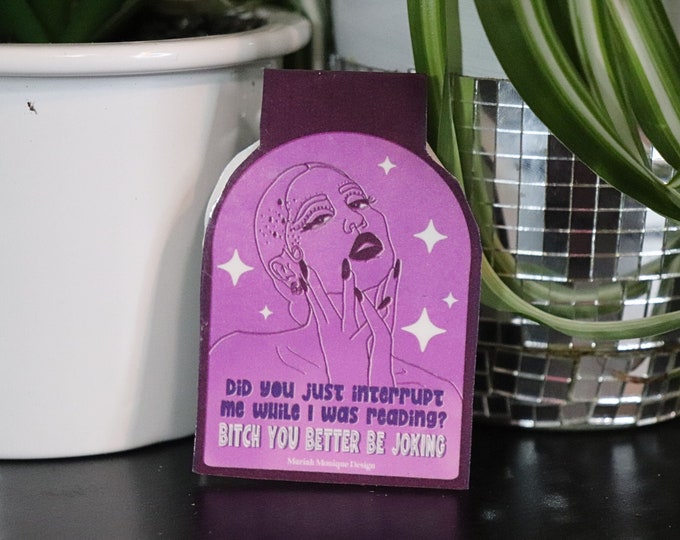 Did you just interrupt
me while I was reading?
BITCH YOU BETTER BE JOKING
Mariah Monique Design